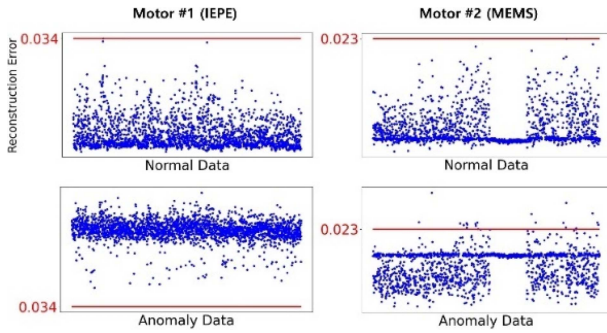 Motor #1 (IEPE)
Motor #2 (MEMS)
Reconstruction Error
0.034
0.023
Normal Data
Normal Data
0.023
0.034
Anomaly Data
Anomaly Data